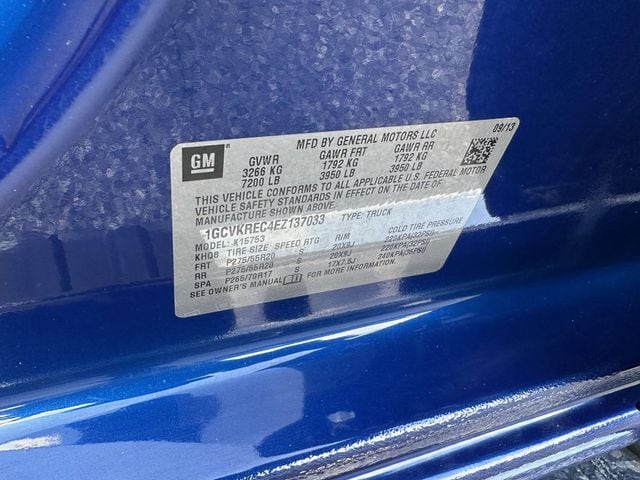 09/13
MFD BY GENERAL MOTORS LLC
GM
GVWR GAWR FRT GAWR RR
3266 KG 1792 KG 1792 KG
7200 LB 3950 LB 3950 LB
THIS VEHICLE CONFORMS TO ALL APPLICABLE U.S. FEDERAL MOTOR
VEHICLE SAFETY STANDARDS IN EFFECT ON THE DATE OF
MANUFACTURE SHOWN ABOVE.
1GCVKREC4EZ137033 TYPE: TRUCK
MODEL: K15753
KHQ8 TIRE-SIZE SPEED RTG RIM COLD TIRE PRESSURE
FRT P275/55R20 S 20X9J 220KPA(32PSI)
RR P275/55R20 S 20X9J 220KPA(32PSI)
SPA P265/70R17 S 17X7.5J 240KPA(35PSI)
SEE OWNER'S MANUAL FOR MORE INFORMATION.